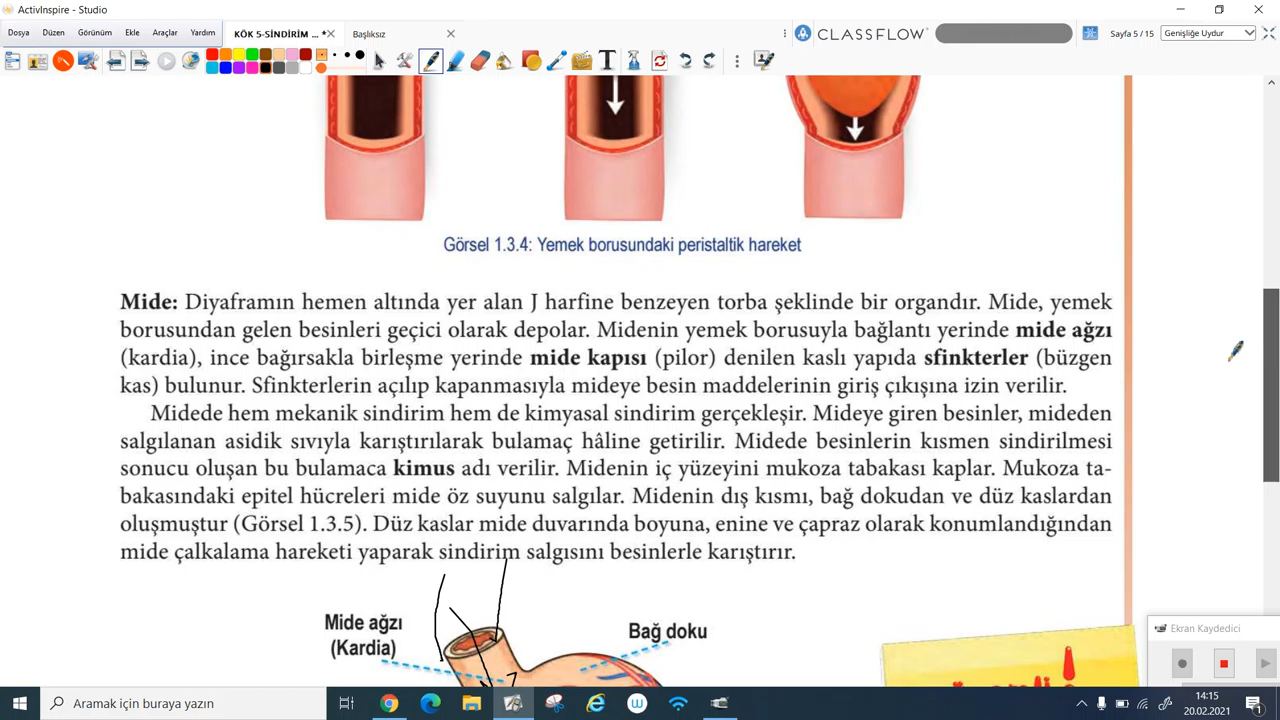 ActivInspire - Studio
Dosya Düzen Görünüm Ekle Araçlar Yardım
KÖK 5-SİNDİRİM ... *
Başlıksız
CLASSFLOW
Sayfa 5 / 15
Genişliğe Uydur
Görsel 1.3.4: Yemek borusundaki peristaltik hareket
Mide: Diyaframın hemen altında yer alan J harfine benzeyen torba şeklinde bir organdır. Mide, yemek
borusundan gelen besinleri geçici olarak depolar. Midenin yemek borusuyla bağlantı yerinde mide ağzı
(kardia), ince bağırsakla birleşme yerinde mide kapısı (pilor) denilen kaslı yapıda sfinkterler (büzgen
kas) bulunur. Sfinkterlerin açılıp kapanmasıyla mideye besin maddelerinin giriş çıkışına izin verilir.
Midede hem mekanik sindirim hem de kimyasal sindirim gerçekleşir. Mideye giren besinler, mideden
salgılanan asidik sıvıyla karıştırılarak bulamaç hâline getirilir. Midede besinlerin kısmen sindirilmesi
sonucu oluşan bu bulamaca kimus adı verilir. Midenin iç yüzeyini mukoza tabakası kaplar. Mukoza ta-
bakasındaki epitel hücreleri mide öz suyunu salgılar. Midenin dış kısmı, bağ dokudan ve düz kaslardan
oluşmuştur (Görsel 1.3.5). Düz kaslar mide duvarında boyuna, enine ve çapraz olarak konumlandığından
mide çalkalama hareketi yaparak sindirim salgısını besinlerle karıştırır.
Mide ağzı
(Kardia)
Bağ doku
Ekran Kaydedici
Aramak için buraya yazın
14:15
20.02.2021